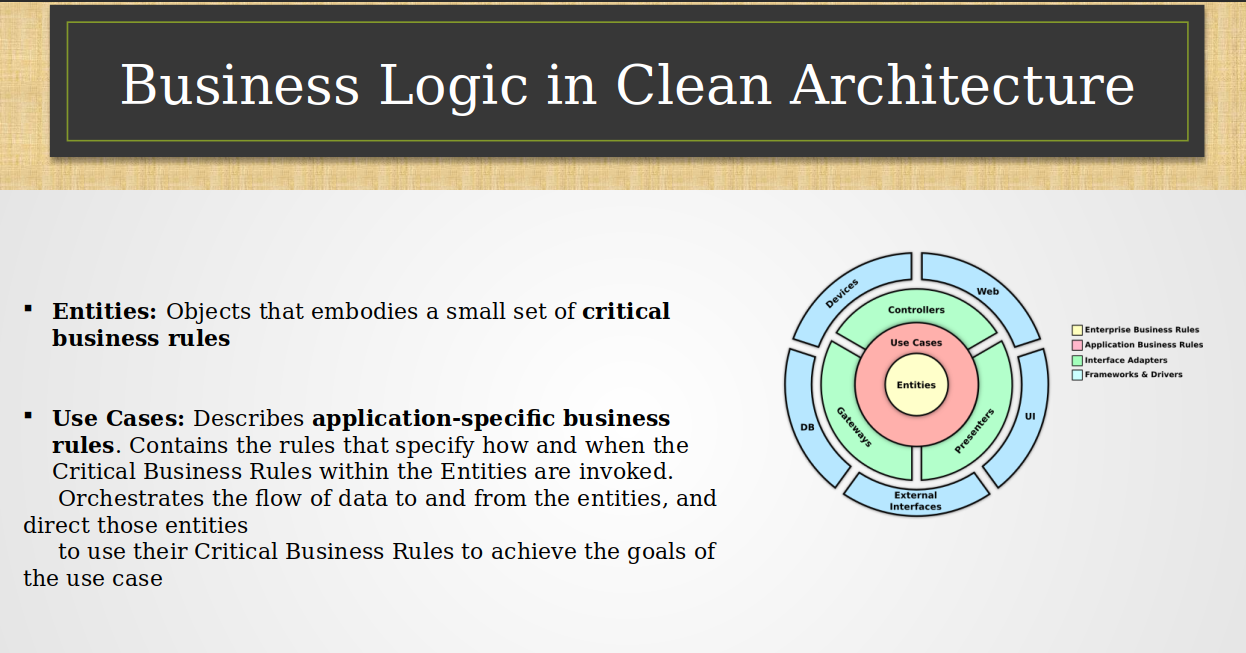 Business Logic in Clean Architecture
▪ Entities: Objects that embodies a small set of critical
business rules
▪ Use Cases: Describes application-specific business
rules. Contains the rules that specify how and when the
Critical Business Rules within the Entities are invoked.
Orchestrates the flow of data to and from the entities, and
direct those entities
to use their Critical Business Rules to achieve the goals of
the use case
Devices
Web
Controllers
Use Cases
Entities
Gateways
Presenters
DB
UI
External
Interfaces
Enterprise Business Rules
Application Business Rules
Interface Adapters
Frameworks & Drivers